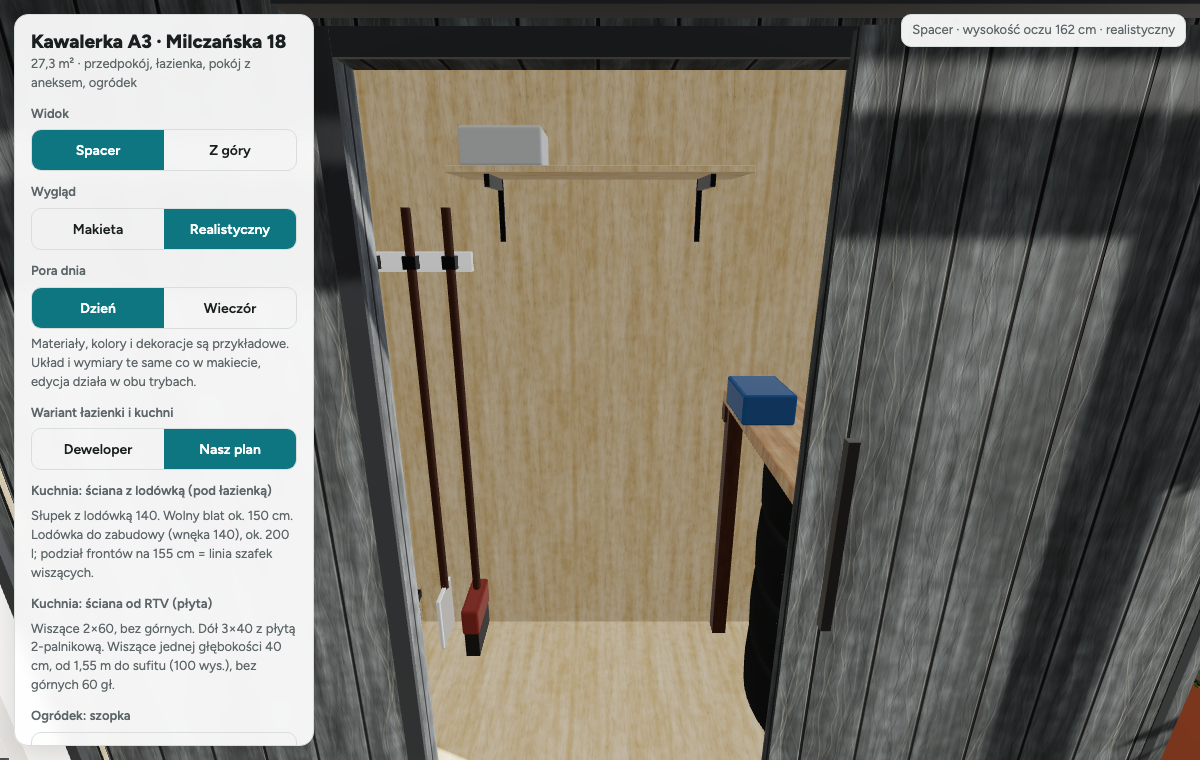 Kawalerka A3 · Milczańska 18
27,3 m² · przedpokój, łazienka, pokój z
aneksem, ogródek
Widok
Spacer
Z góry
Wygląd
Makieta
Realistyczny
Pora dnia
Dzień
Wieczór
Materiały, kolory i dekoracje są przykładowe.
Układ i wymiary te same co w makiecie,
edycja działa w obu trybach.
Wariant łazienki i kuchni
Deweloper
Nasz plan
Kuchnia: ściana z lodówką (pod łazienką)
Słupek z lodówką 140. Wolny blat ok. 150 cm.
Lodówka do zabudowy (wnęka 140), ok. 200
l; podział frontów na 155 cm = linia szafek
wiszących.
Kuchnia: ściana od RTV (płyta)
Wiszące 2×60, bez górnych. Dół 3×40 z płytą
2-palnikową. Wiszące jednej głębokości 40
cm, od 1,55 m do sufitu (100 wys.), bez
górnych 60 gł.
Ogródek: szopka
Spacer · wysokość oczu 162 cm · realistyczny